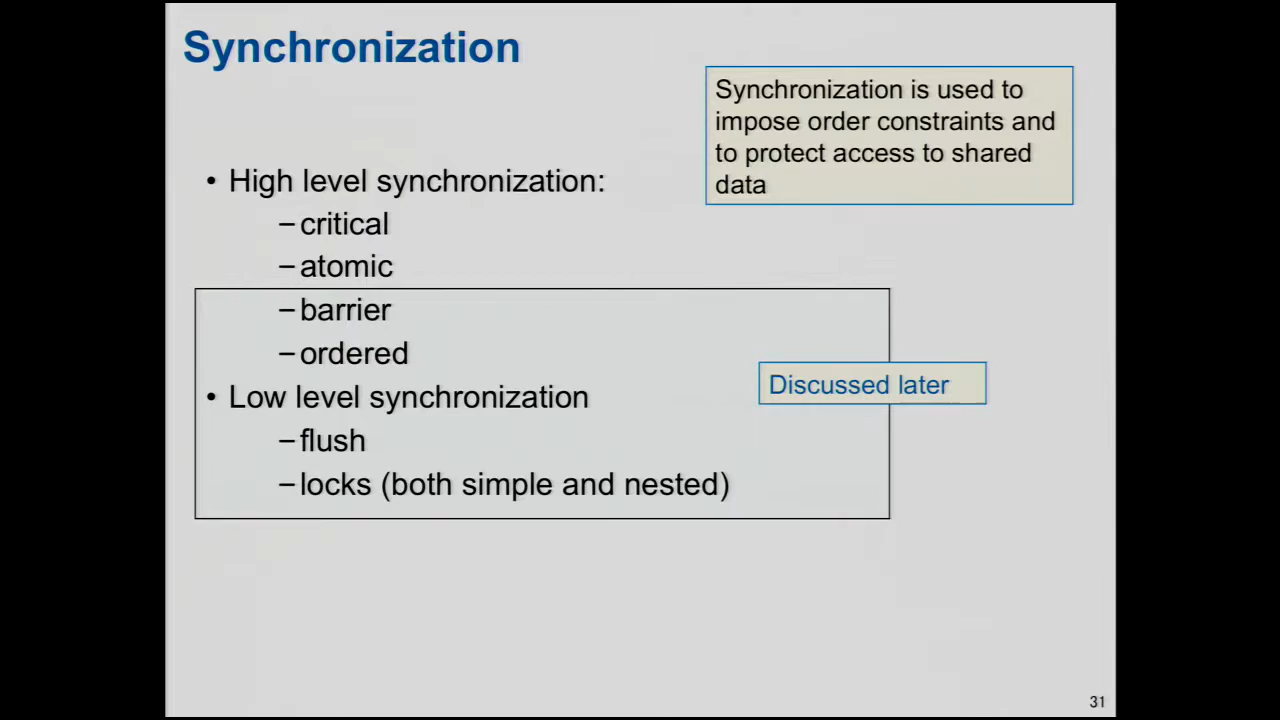 Synchronization
Synchronization is used to
impose order constraints and
to protect access to shared
data
• High level synchronization:
–critical
–atomic
–barrier
–ordered
• Low level synchronization
–flush
–locks (both simple and nested)
Discussed later
31